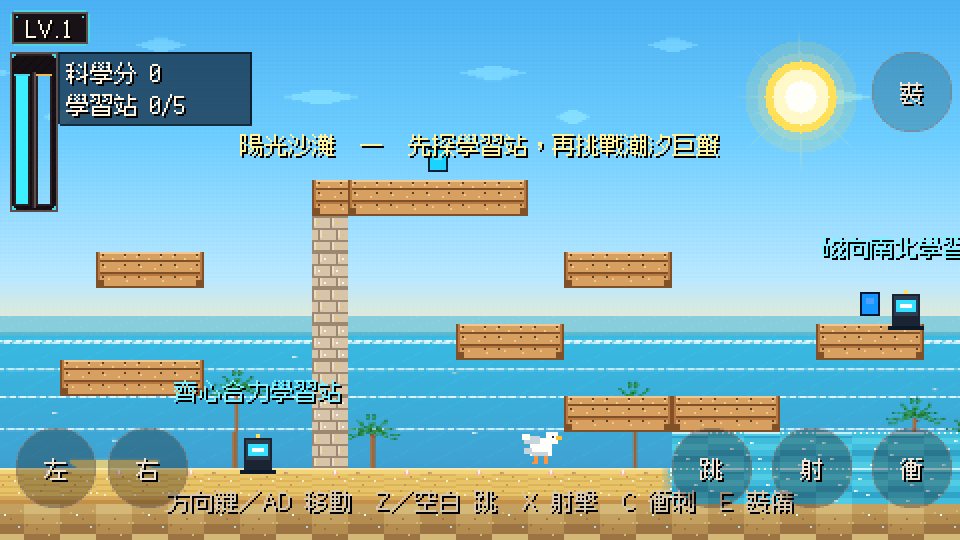 LV.1
科學分 0
學習站 0/5
裝
陽光沙灘 — 先探學習站，再挑戰潮汐巨蟹
磁向南北學習
齊心合力學習站
左
右
跳
射
衝
方向鍵／AD 移動 Z／空白 跳 X 射擊 C 衝刺 E 裝備